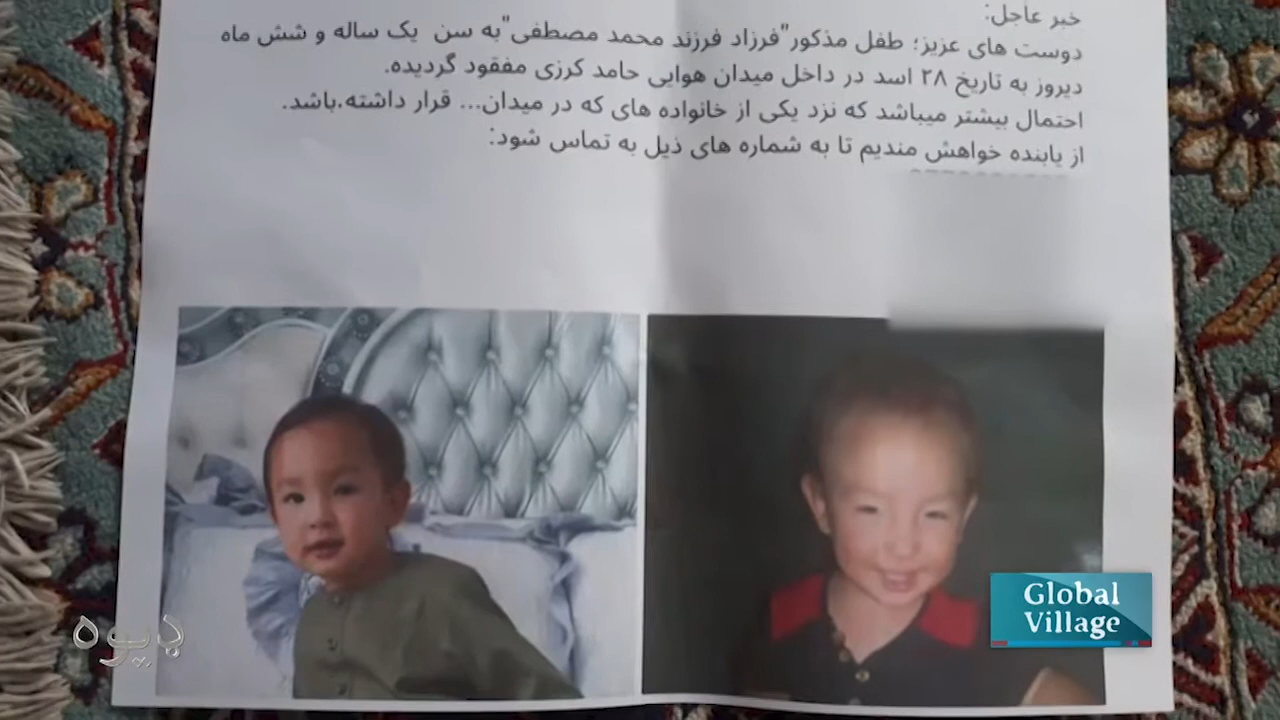 خبر عاجل:
دوست های عزیز؛ طفل مذکور"فرزاد فرزند محمد مصطفی"به سن یک ساله و شش ماه
دیروز به تاریخ ۲۸ اسد در داخل میدان هوایی حامد کرزی مفقود گردیده.
احتمال بیشتر میباشد که نزد یکی از خانواده های که در میدان... قرار داشته،باشد.
از یابنده خواهش مندیم تا به شماره های ذیل به تماس شود:
Global
Village
ډیوه